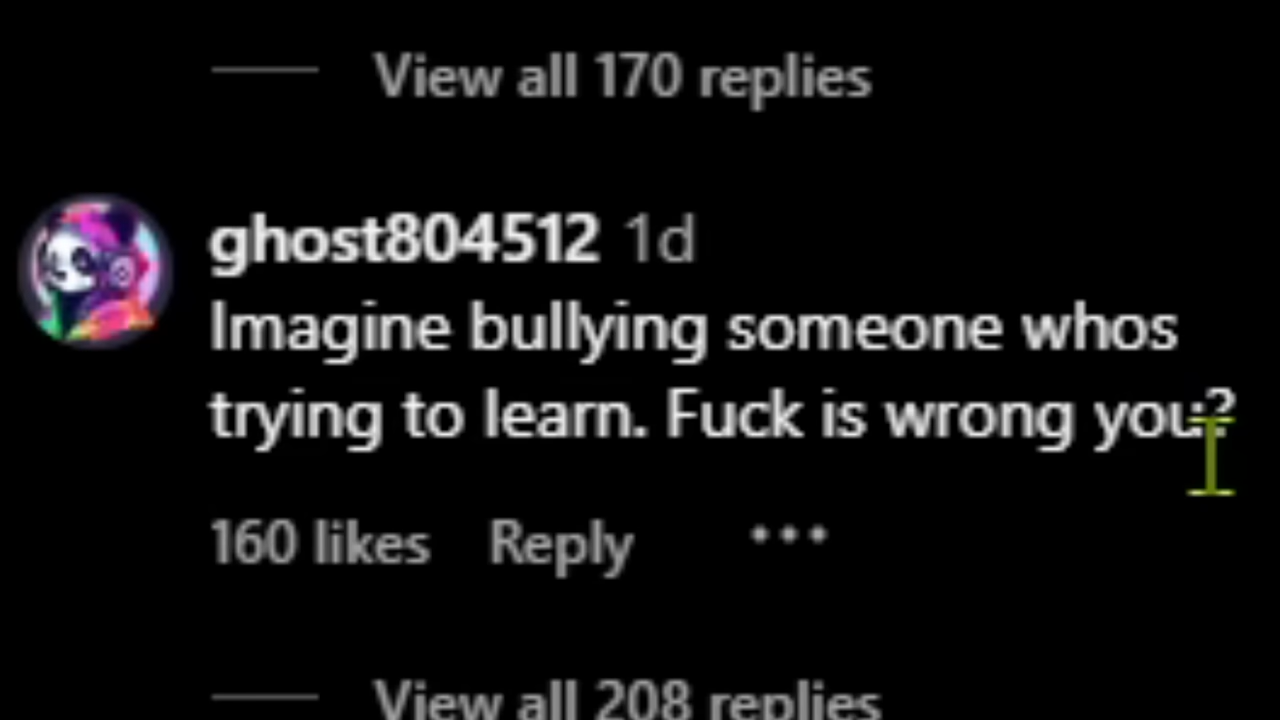 View all 170 replies
ghost804512 1d
Imagine bullying someone whos
trying to learn. Fuck is wrong you?
160 likes Reply •••
View all 208 replies